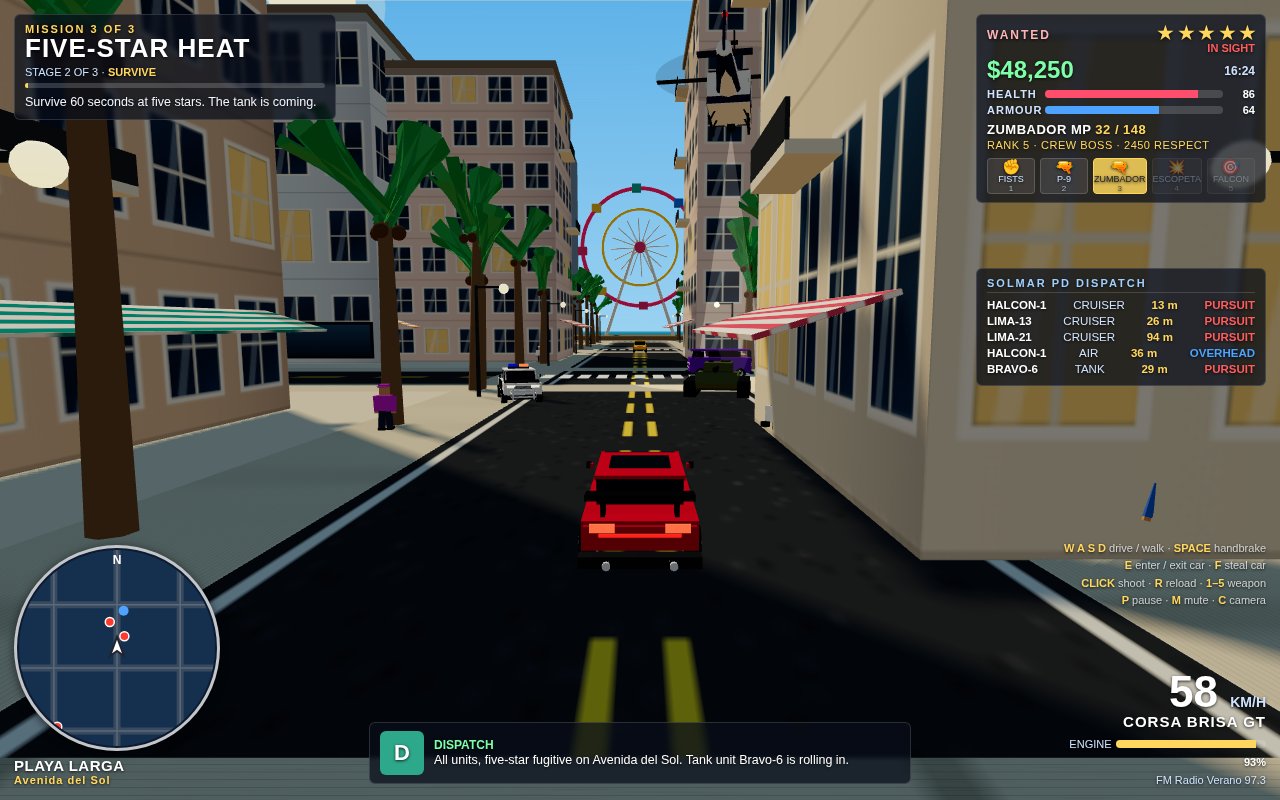 MISSION 3 OF 3
FIVE-STAR HEAT
STAGE 2 OF 3 · SURVIVE
Survive 60 seconds at five stars. The tank is coming.
WANTED ★★★★★
IN SIGHT
$48,250 16:24
HEALTH 86
ARMOUR 64
ZUMBADOR MP 32 / 148
RANK 5 · CREW BOSS · 2450 RESPECT
FISTS P-9 ZUMBADOR ESCOPETA FALCON
1 2 3 4 5
SOLMAR PD DISPATCH
HALCON-1 CRUISER 13 m PURSUIT
LIMA-13 CRUISER 26 m PURSUIT
LIMA-21 CRUISER 94 m PURSUIT
HALCON-1 AIR 36 m OVERHEAD
BRAVO-6 TANK 29 m PURSUIT
W A S D drive / walk · SPACE handbrake
E enter / exit car · F steal car
CLICK shoot · R reload · 1–5 weapon
P pause · M mute · C camera
N
PLAYA LARGA
Avenida del Sol
D
DISPATCH
All units, five-star fugitive on Avenida del Sol. Tank unit Bravo-6 is rolling in.
58 KM/H
CORSA BRISA GT
ENGINE
93%
FM Radio Verano 97.3